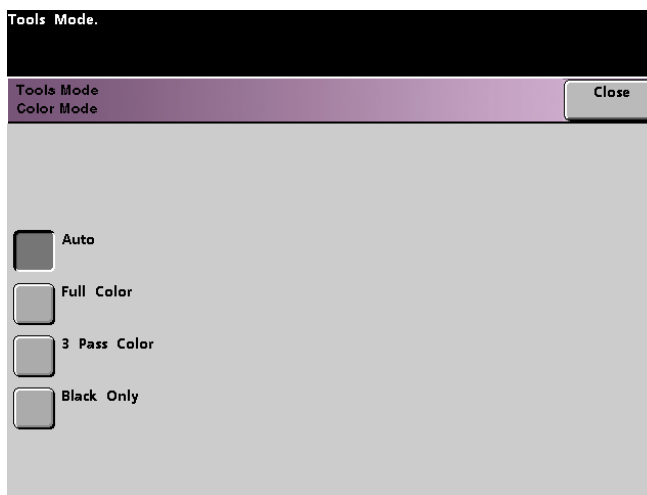 Tools Mode.
Tools Mode
Color Mode
Close
Auto
Full Color
3 Pass Color
Black Only